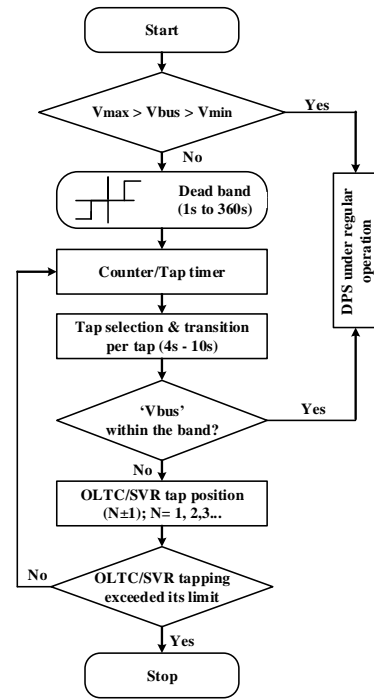 Start
Vmax > Vbus > Vmin
Yes
No
Dead band
(1s to 360s)
DPS under regular
operation
Counter/Tap timer
Tap selection & transition
per tap (4s - 10s)
‘Vbus’
within the band?
Yes
No
OLTC/SVR tap position
(N±1); N= 1, 2,3...
No
OLTC/SVR tapping
exceeded its limit
Yes
Stop